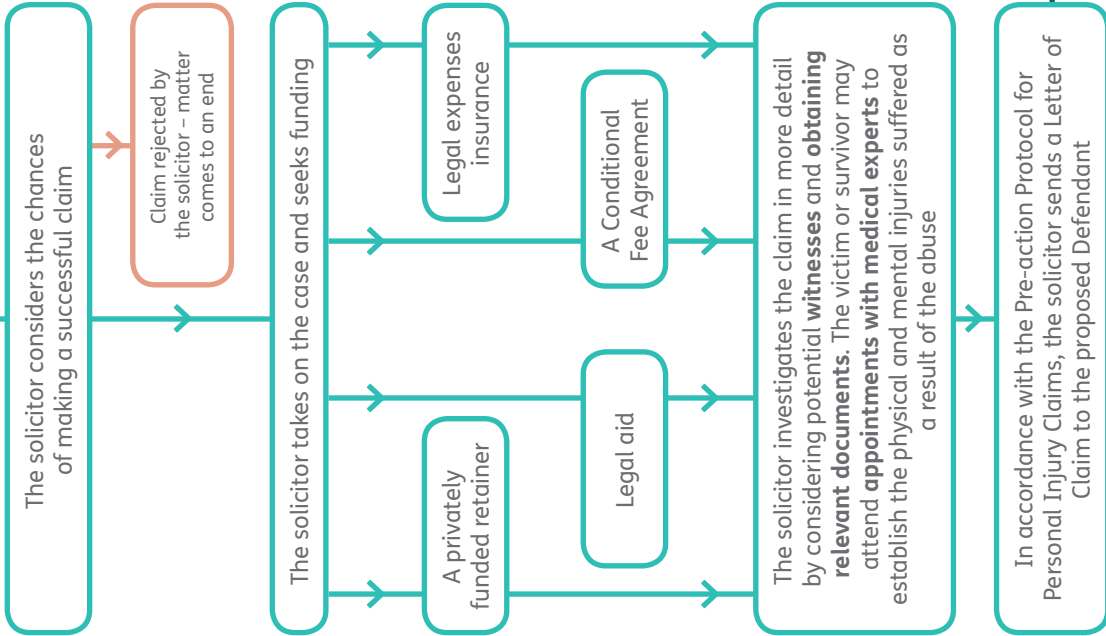 The solicitor considers the chances
of making a successful claim
Claim rejected by
the solicitor – matter
comes to an end
The solicitor takes on the case and seeks funding
A privately
funded retainer
Legal aid
A Conditional
Fee Agreement
Legal expenses
insurance
The solicitor investigates the claim in more detail
by considering potential witnesses and obtaining
relevant documents. The victim or survivor may
attend appointments with medical experts to
establish the physical and mental injuries suffered as
a result of the abuse
In accordance with the Pre-action Protocol for
Personal Injury Claims, the solicitor sends a Letter of
Claim to the proposed Defendant